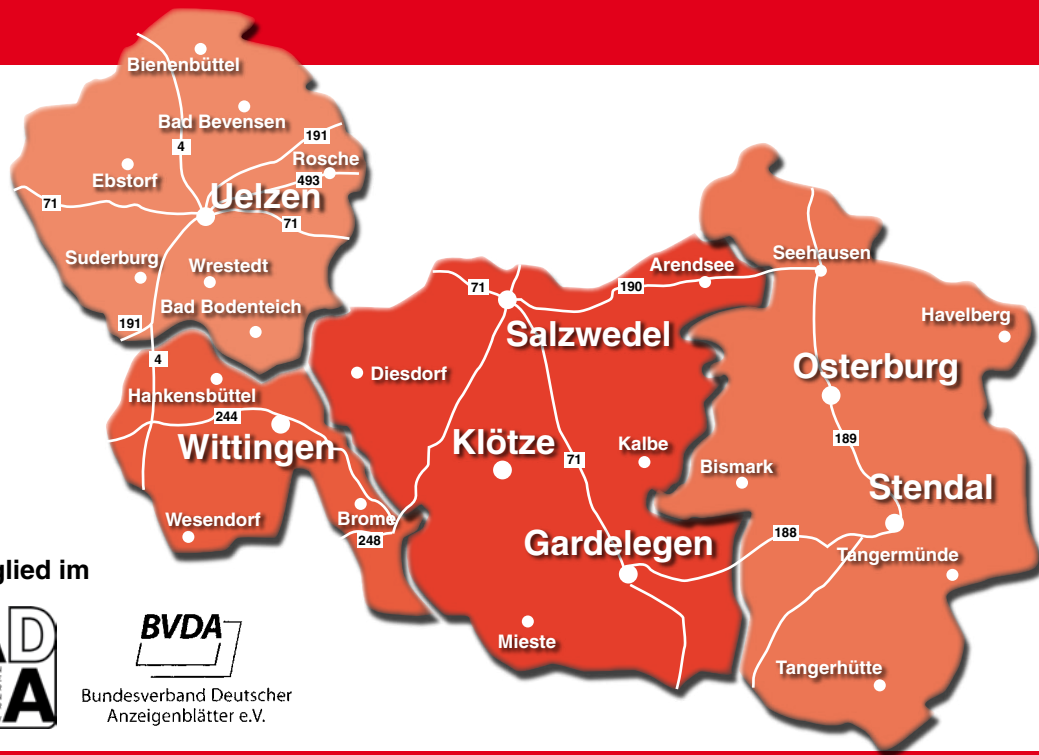 Bienenbüttel
Bad Bevensen
191
4
Rosche
Ebstorf
493
Uelzen
71
71
Suderburg
Wrestedt
Seehausen
Arendsee
71
190
Bad Bodenteich
191
Salzwedel
Havelberg
4
Diesdorf
Osterburg
Hankensbüttel
244
Wittingen
Klötze
Kalbe
189
71
Bismark
Stendal
Wesendorf
Brome
248
Gardelegen
188
Tangermünde
glied im
AD
A
BVDA
Bundesverband Deutscher
Anzeigenblätter e.V.
Mieste
Tangerhütte